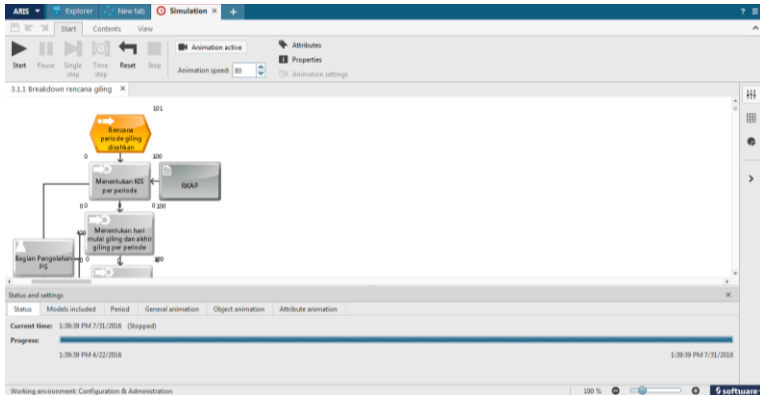 ARIS Explorer New tab Simulation × +
? ≡
Start Contents View
Start Pause Single step Time step Reset Stop
Animation active
Animation speed: 80
Attributes
Properties
Animation settings
3.1.1 Breakdown rencana giling ×
101
Rencana
periode giling
disahkan
0 100
Menentukan KIS
per periode
RKAP
0 100
Menentukan hari
mulai giling dan akhir
giling per periode
Bagian Pengolahan
PG
Status and settings ×
Status Models included Period General animation Object animation Attribute animation
Current time: 1:39:39 PM 7/31/2016 (Stopped)
Progress:
1:39:39 PM 4/22/2016 1:39:39 PM 7/31/2016
Working environment: Configuration & Administration
100 %
software